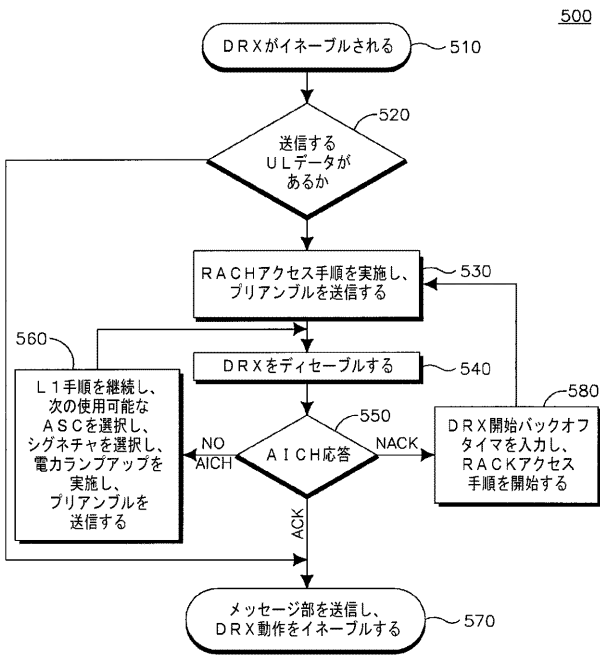 500
DRXがイネーブルされる
510
520
送信する
ULデータが
あるか
RACHアクセス手順を実施し、
プリアンブルを送信する
530
560
DRXをディセーブルする
540
L1手順を継続し、
次の使用可能な
ASCを選択し、
シグネチャを選択し、
電力ランプアップを
実施し、
プリアンブルを
送信する
550
AICH応答
NO
AICH
NACK
ACK
580
DRX開始バックオフ
タイマを入力し、
RACKアクセス
手順を開始する
メッセージ部を送信し、
DRX動作をイネーブルする
570